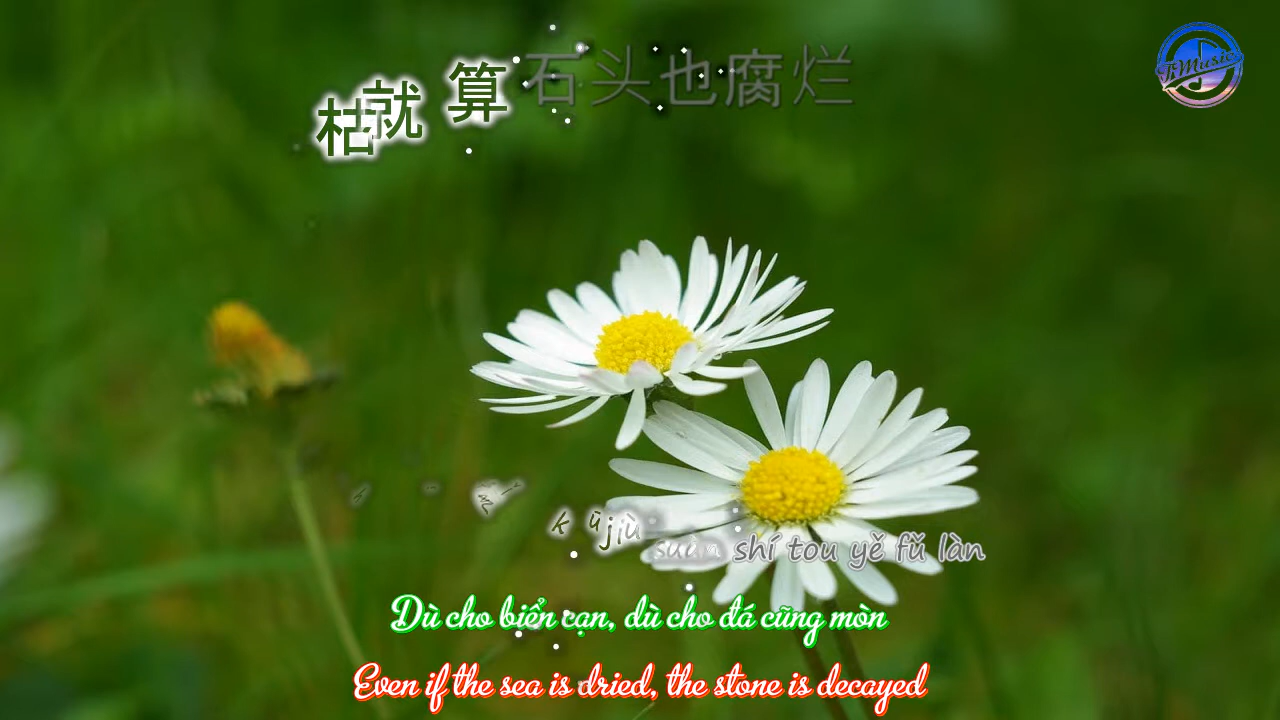 枯就算石头也腐烂
Music
kū jiù suàn shí tou yě fǔ làn
Dù cho biển cạn, dù cho đá cũng mòn
Even if the sea is dried, the stone is decayed